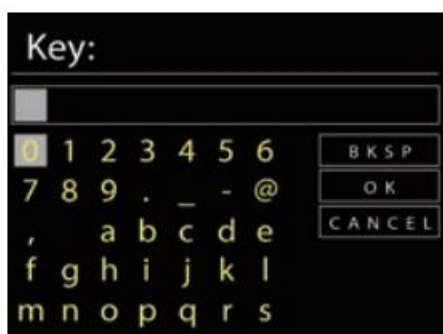 Key:
0 1 2 3 4 5 6
BKSP
7 8 9 . _ - @
OK
, a b c d e
CANCEL
f g h i j k l
m n o p q r s